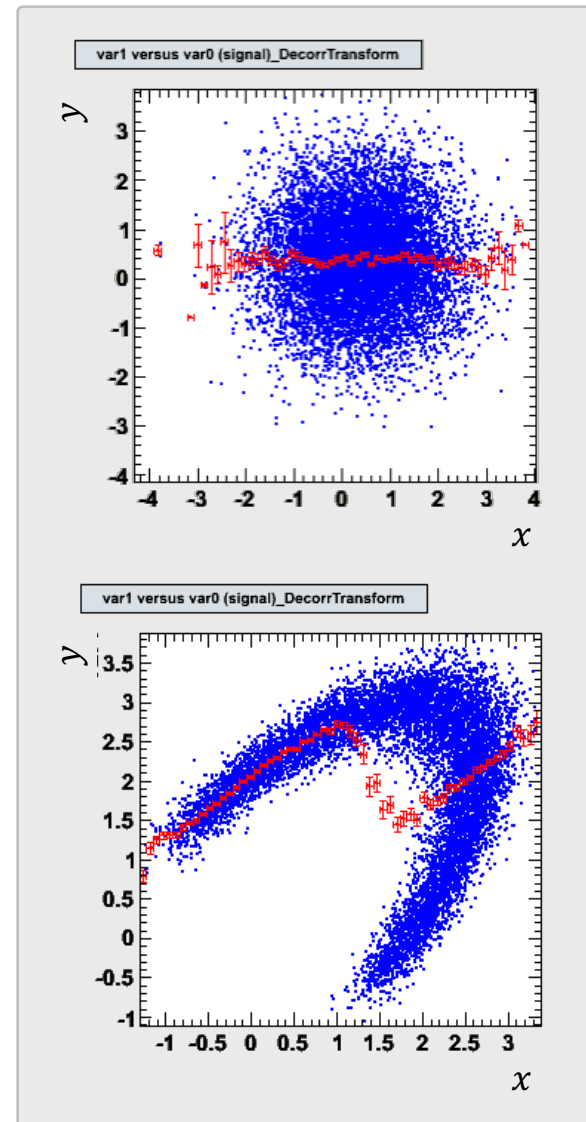 var1 versus var0 (signal)_DecorrTransform
y
3
2
1
0
-1
-2
-3
-4
-4 -3 -2 -1 0 1 2 3 4
x
var1 versus var0 (signal)_DecorrTransform
y
3.5
3
2.5
2
1.5
1
0.5
0
-0.5
-1
-1 -0.5 0 0.5 1 1.5 2 2.5 3
x